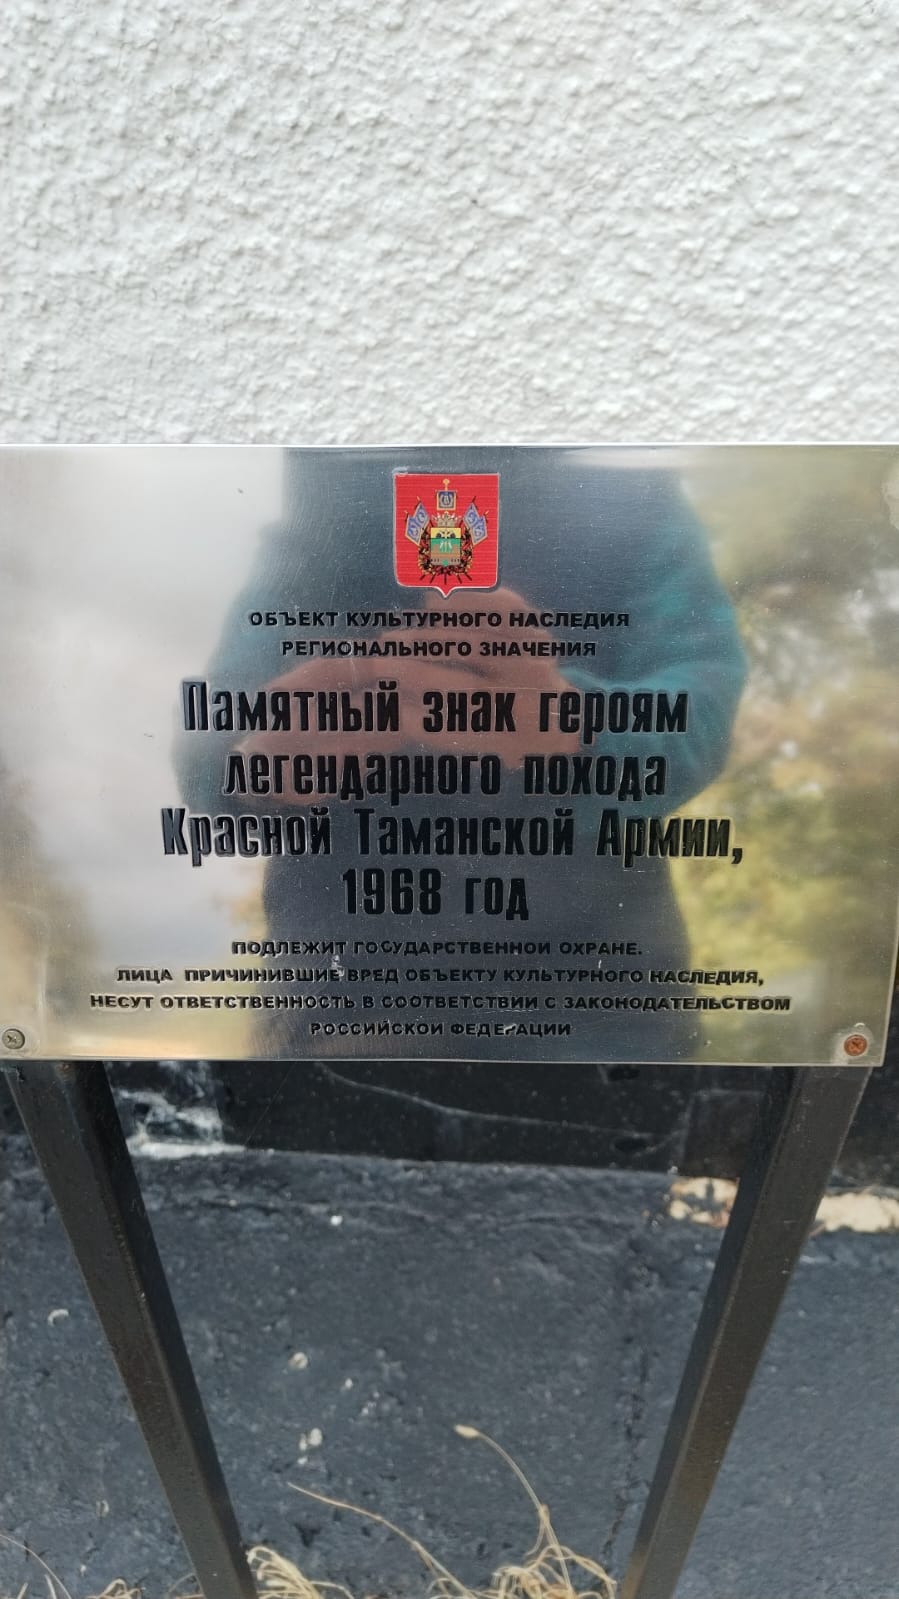 ОБЪЕКТ КУЛЬТУРНОГО НАСЛЕДИЯ
РЕГИОНАЛЬНОГО ЗНАЧЕНИЯ
Памятный знак героям
легендарного похода
Красной Таманской Армии,
1968 год
ПОДЛЕЖИТ ГОСУДАРСТВЕННОЙ ОХРАНЕ.
ЛИЦА ПРИЧИНИВШИЕ ВРЕД ОБЪЕКТУ КУЛЬТУРНОГО НАСЛЕДИЯ,
НЕСУТ ОТВЕТСТВЕННОСТЬ В СООТВЕТСТВИИ С ЗАКОНОДАТЕЛЬСТВОМ
РОССИЙСКОЙ ФЕДЕРАЦИИ